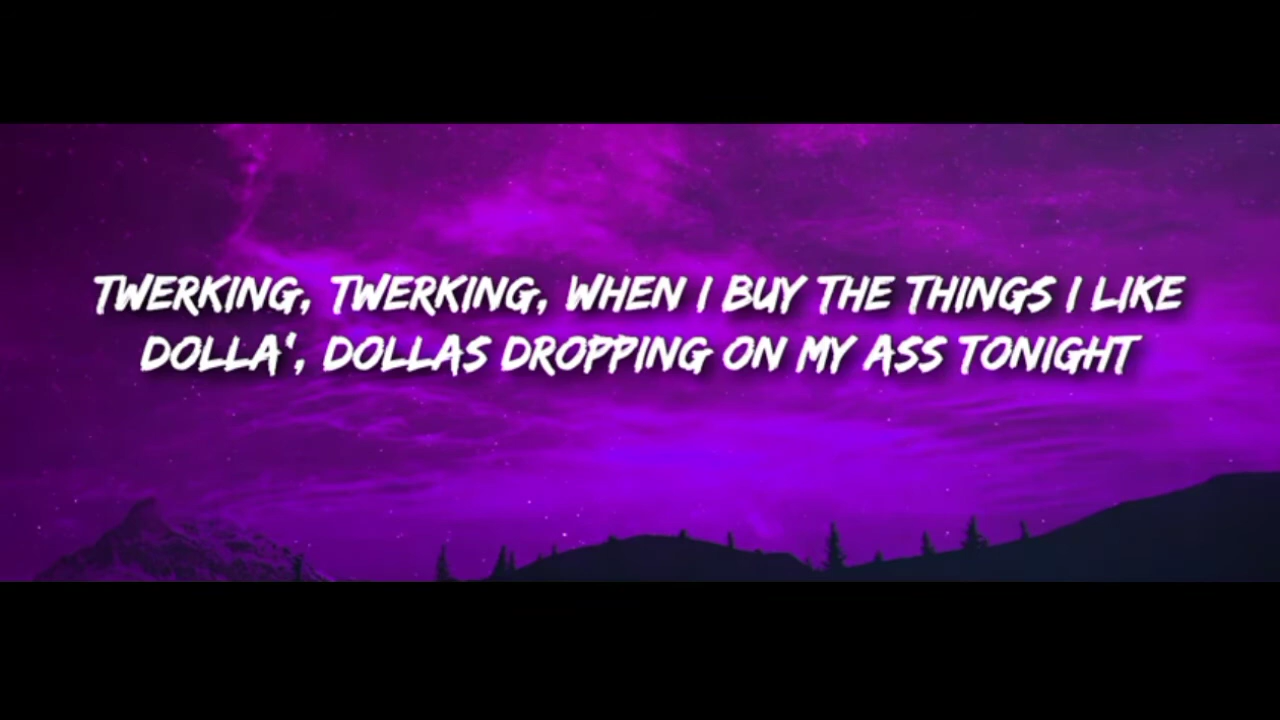 TWERKING, TWERKING, WHEN I BUY THE THINGS I LIKE
DOLLA', DOLLAS DROPPING ON MY ASS TONIGHT